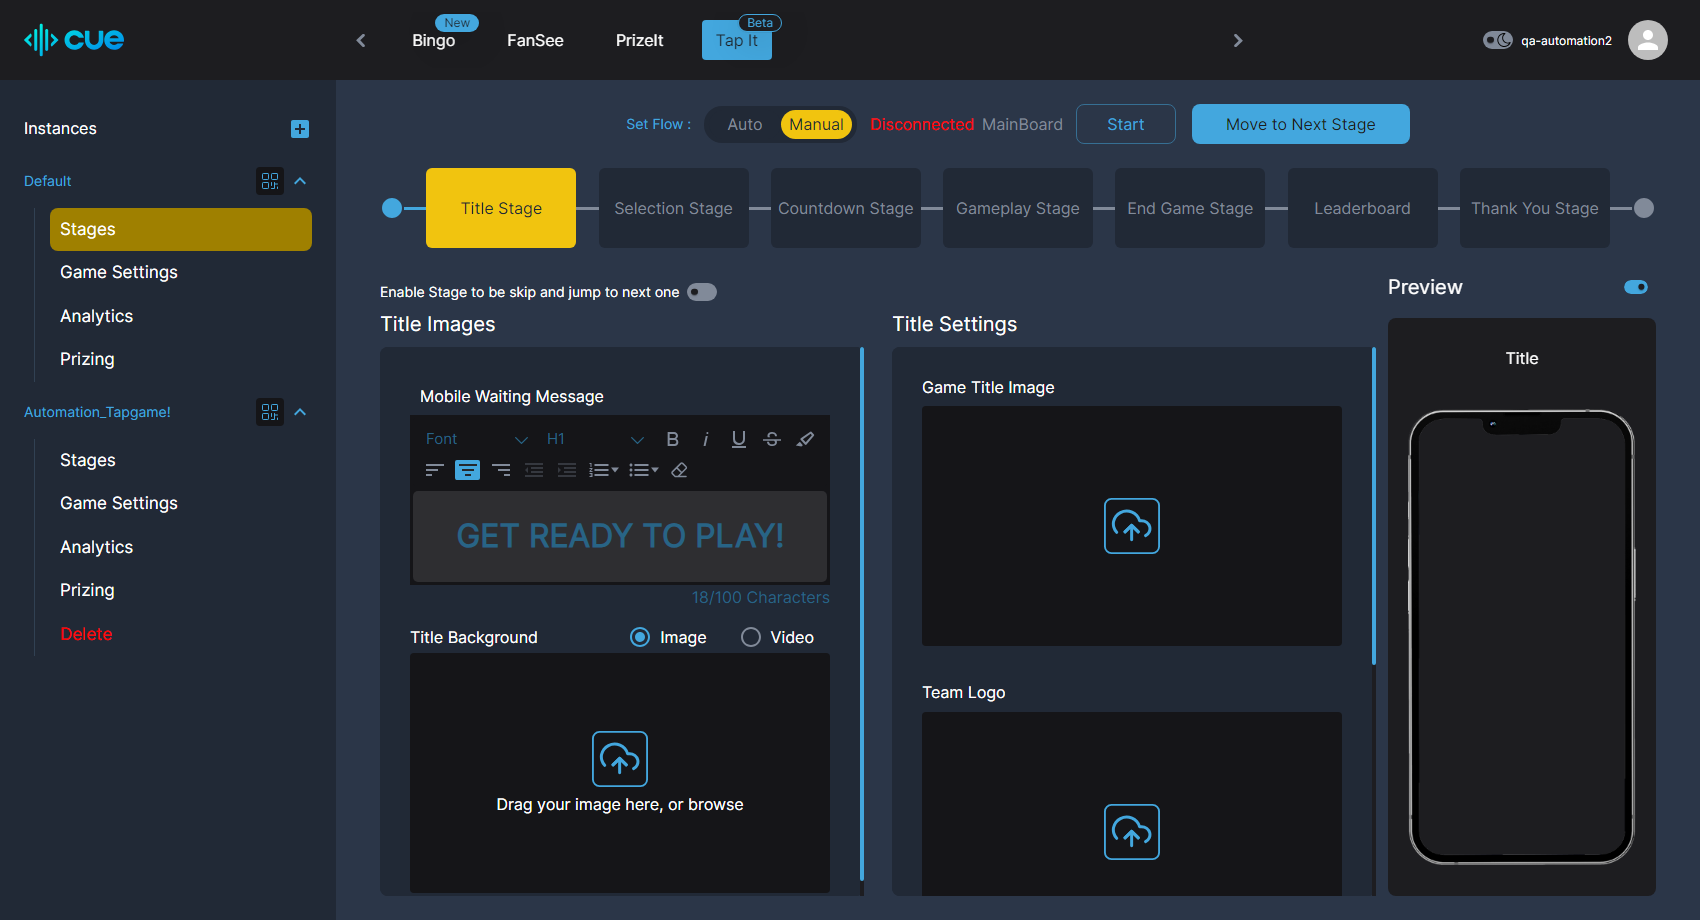 cue
New
Bingo
FanSee
PrizeIt
Beta
Tap It
qa-automation2
Instances
Default
Stages
Game Settings
Analytics
Prizing
Automation_Tapgame!
Stages
Game Settings
Analytics
Prizing
Delete
Set Flow :
Auto
Manual
Disconnected MainBoard
Start
Move to Next Stage
Title Stage
Selection Stage
Countdown Stage
Gameplay Stage
End Game Stage
Leaderboard
Thank You Stage
Enable Stage to be skip and jump to next one
Title Images
Mobile Waiting Message
Font
H1
B i U S
GET READY TO PLAY!
18/100 Characters
Title Background
Image
Video
Drag your image here, or browse
Title Settings
Game Title Image
Team Logo
Preview
Title